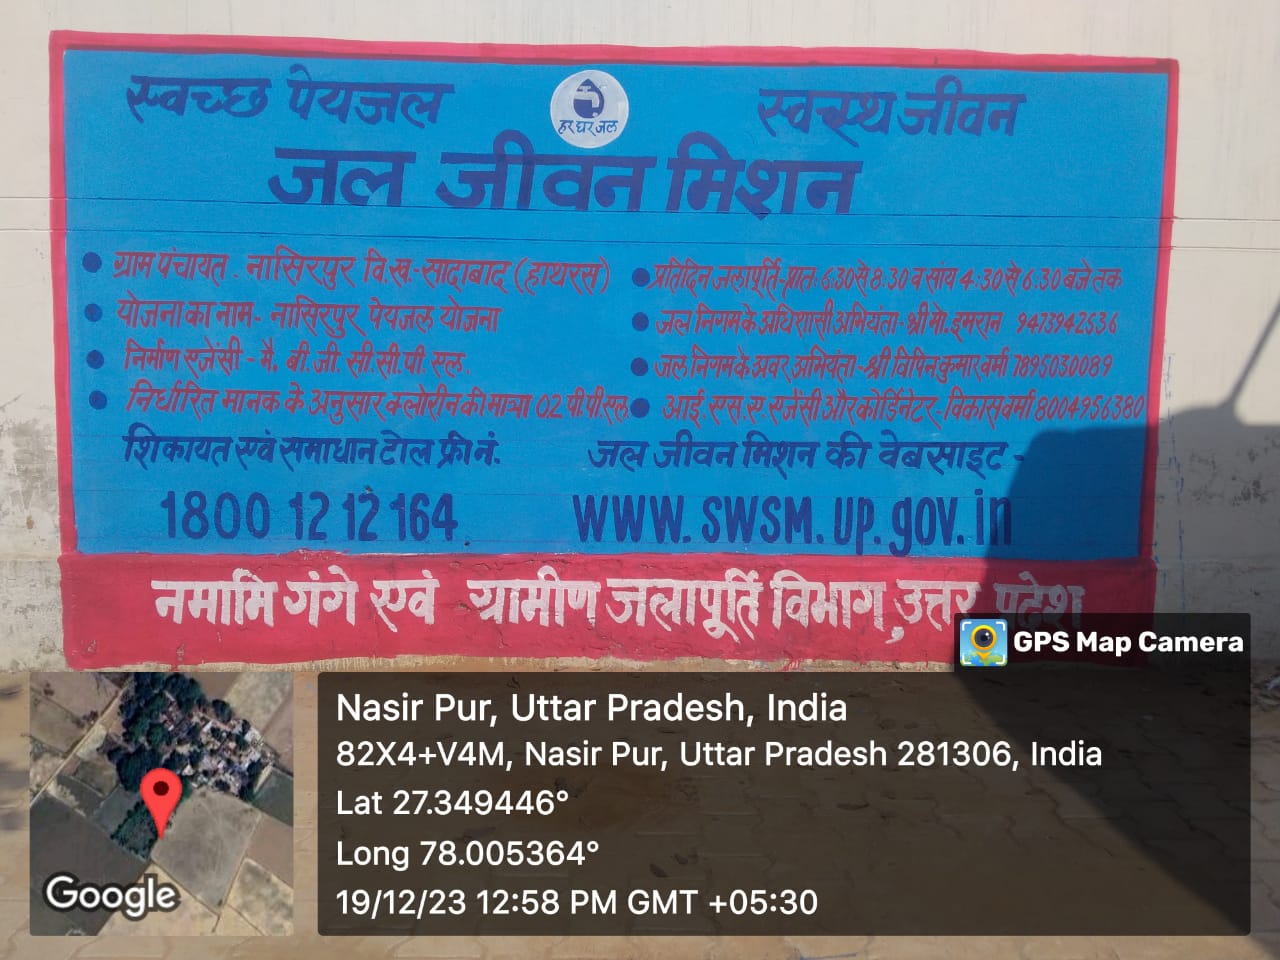 स्वच्छ पेयजल
हर घर जल
स्वस्थ जीवन
जल जीवन मिशन
• ग्राम पंचायत . नासिरपुर वि.ख.-सादाबाद (हाथरस)
• योजना का नाम- नासिरपुर पेयजल योजना
• निर्माण एजेंसी - मै. बी. जी. सी. सी. पी. एल.
• निर्धारित मानक के अनुसार क्लोरीन की मात्रा 0.2 पी.पी.एल.
• प्रतिदिन जलापूर्ति-प्रातः 6.30 से 8.30 व सांय 4.30 से 6.30 बजे तक
• जल निगम के अधिशासी अभियंता-श्री मो. इमरान 9473942536
• जल निगम के अवर अभियंता-श्री विपिन कुमार वर्मा 7895030089
• आई.एस.ए. एजेंसी और कोर्डिनेटर-विकास वर्मा 8004956380
शिकायत एवं समाधान टोल फ्री नं.
1800 12 12 164
जल जीवन मिशन की वेबसाइट -
www.swsm.up.gov.in
नमामि गंगे एवं ग्रामीण जलापूर्ति विभाग, उत्तर प्रदेश
GPS Map Camera
Nasir Pur, Uttar Pradesh, India
82X4+V4M, Nasir Pur, Uttar Pradesh 281306, India
Lat 27.349446°
Long 78.005364°
19/12/23 12:58 PM GMT +05:30
Google